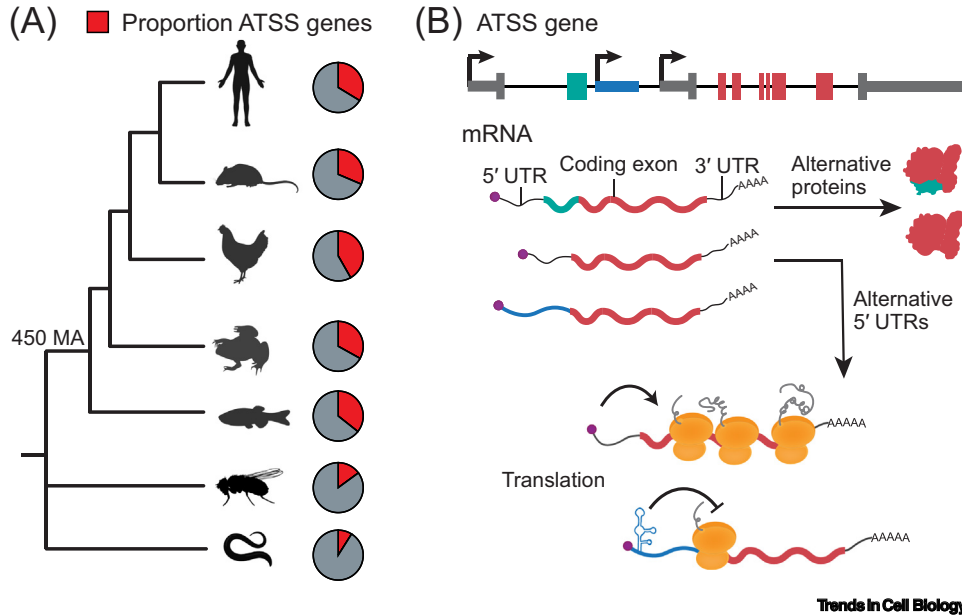 (A)
Proportion ATSS genes
450 MA
(B)
ATSS gene
mRNA
5′ UTR
Coding exon
3′ UTR
AAAA
Alternative
proteins
AAAA
AAAA
Alternative
5′ UTRs
AAAAA
Translation
AAAAA
Trends in Cell Biology